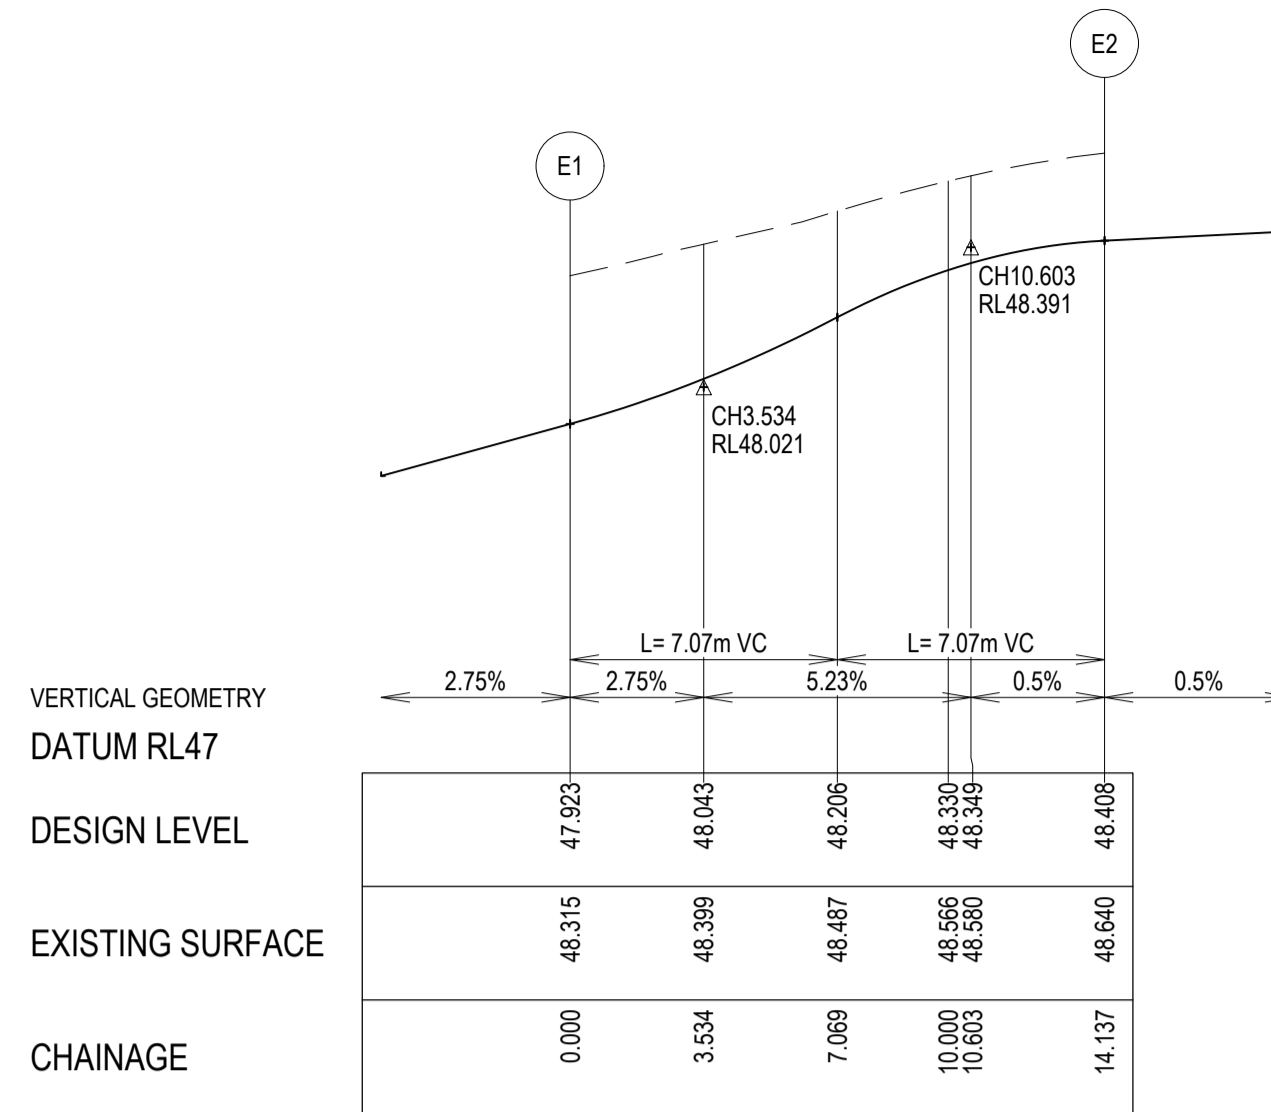 E2
E1
CH10.603
RL48.391
CH3.534
RL48.021
L= 7.07m VC L= 7.07m VC
2.75% 2.75% 5.23% 0.5% 0.5%
VERTICAL GEOMETRY
DATUM RL47
DESIGN LEVEL 47.923 48.043 48.206 48.330 48.349 48.408
EXISTING SURFACE 48.315 48.399 48.487 48.566 48.580 48.640
CHAINAGE 0.000 3.534 7.069 10.000 10.603 14.137